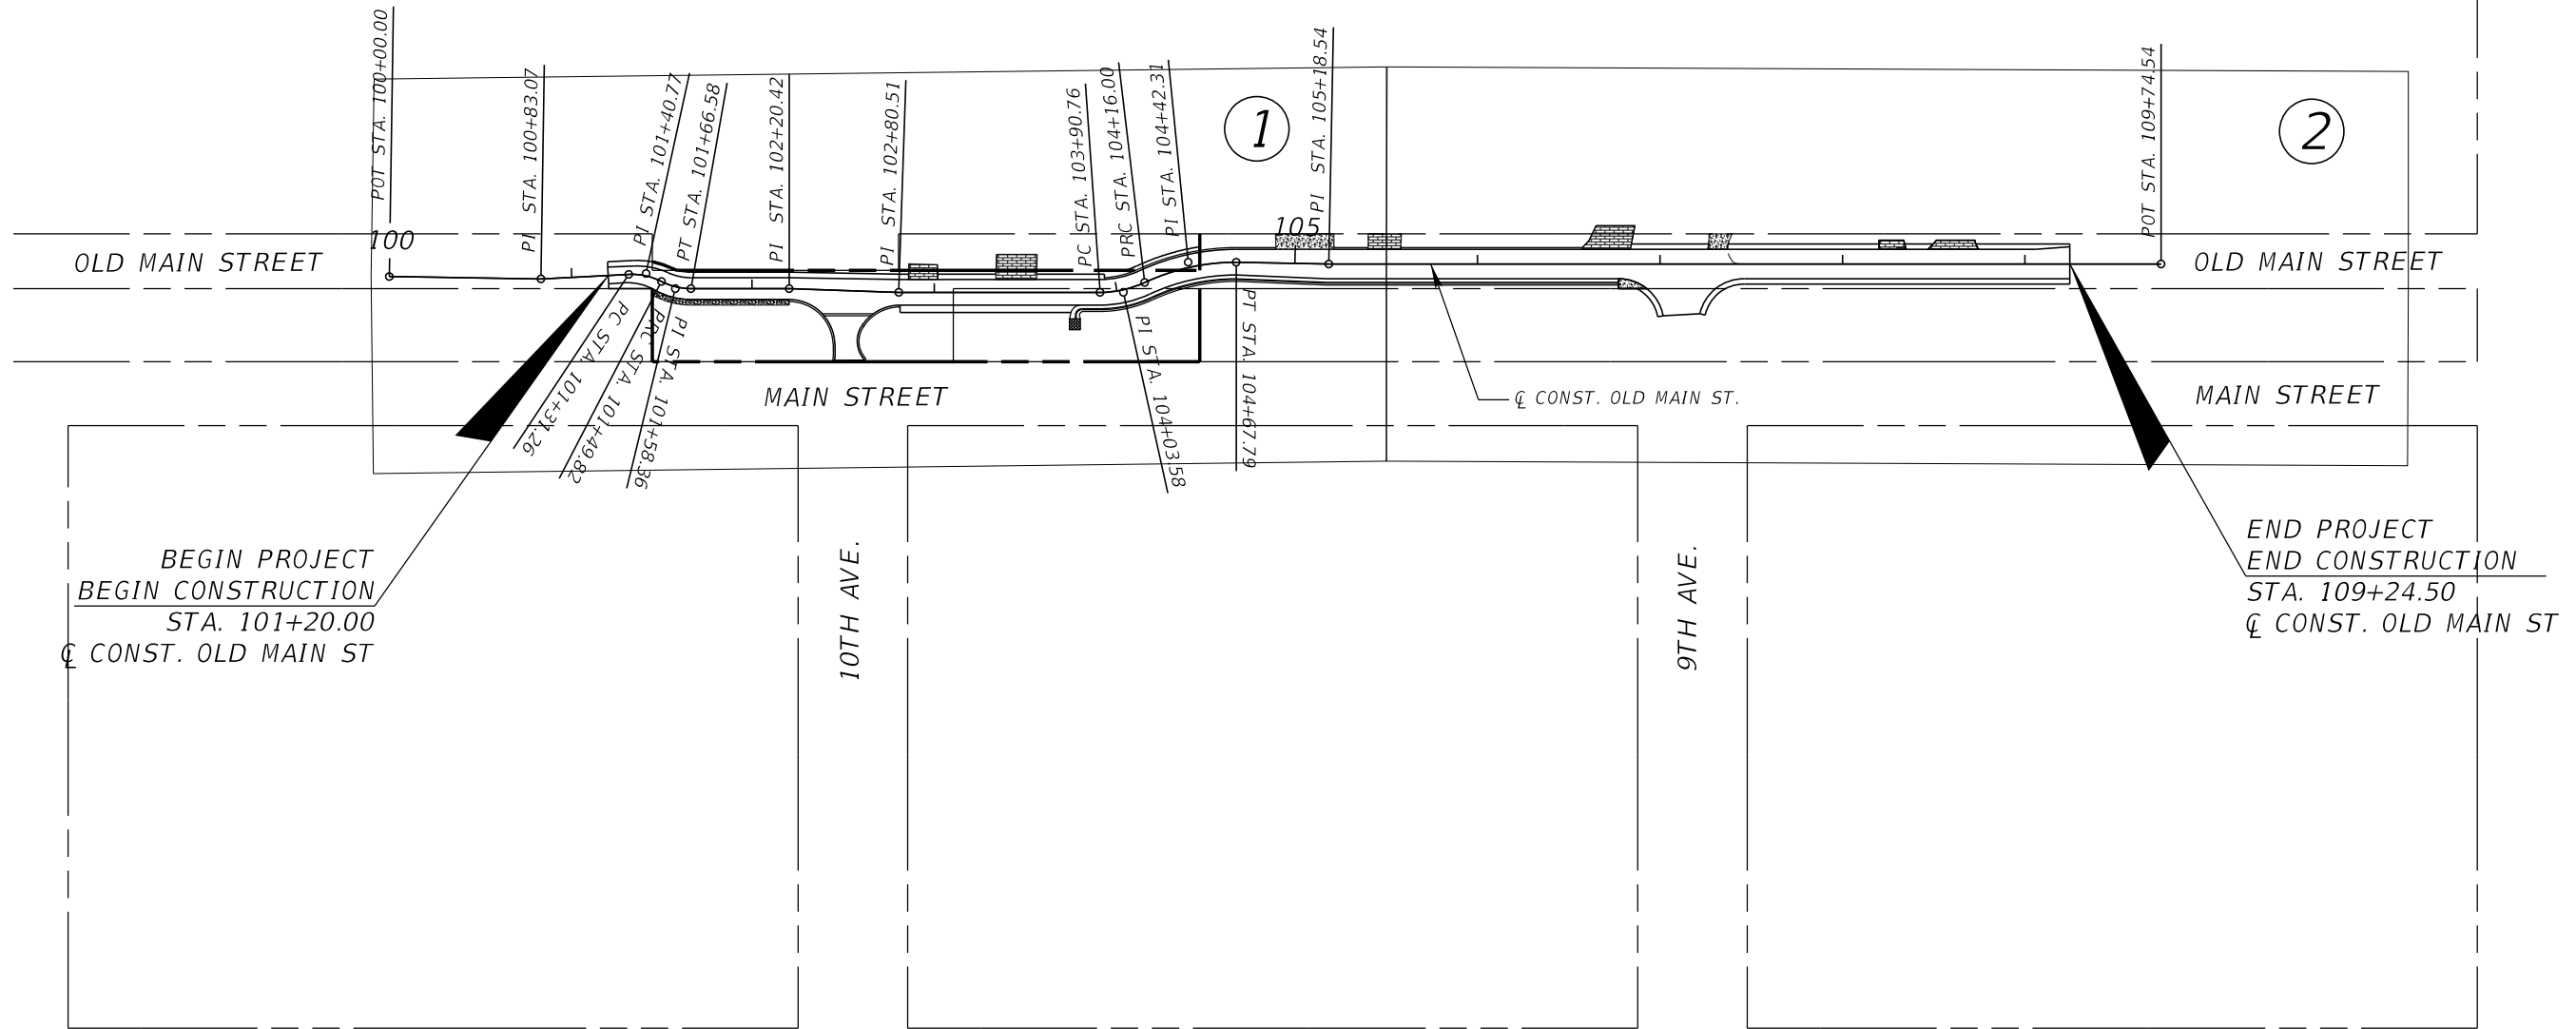 POT STA. 100+00.00
PI STA. 100+83.07
PI STA. 101+40.77
PT STA. 101+66.58
PI STA. 102+20.42
PI STA. 102+80.51
PC STA. 103+90.76
PRC STA. 104+16.00
PI STA. 104+42.31
PI STA. 105+18.54
POT STA. 109+74.54
1
2
100
105
OLD MAIN STREET
OLD MAIN STREET
PC STA. 101+31.26
PRC STA. 101+49.82
PI STA. 101+58.36
PI STA. 104+03.58
PT STA. 104+67.79
MAIN STREET
℄ CONST. OLD MAIN ST.
MAIN STREET
BEGIN PROJECT
BEGIN CONSTRUCTION
STA. 101+20.00
℄ CONST. OLD MAIN ST
10TH AVE.
9TH AVE.
END PROJECT
END CONSTRUCTION
STA. 109+24.50
℄ CONST. OLD MAIN ST